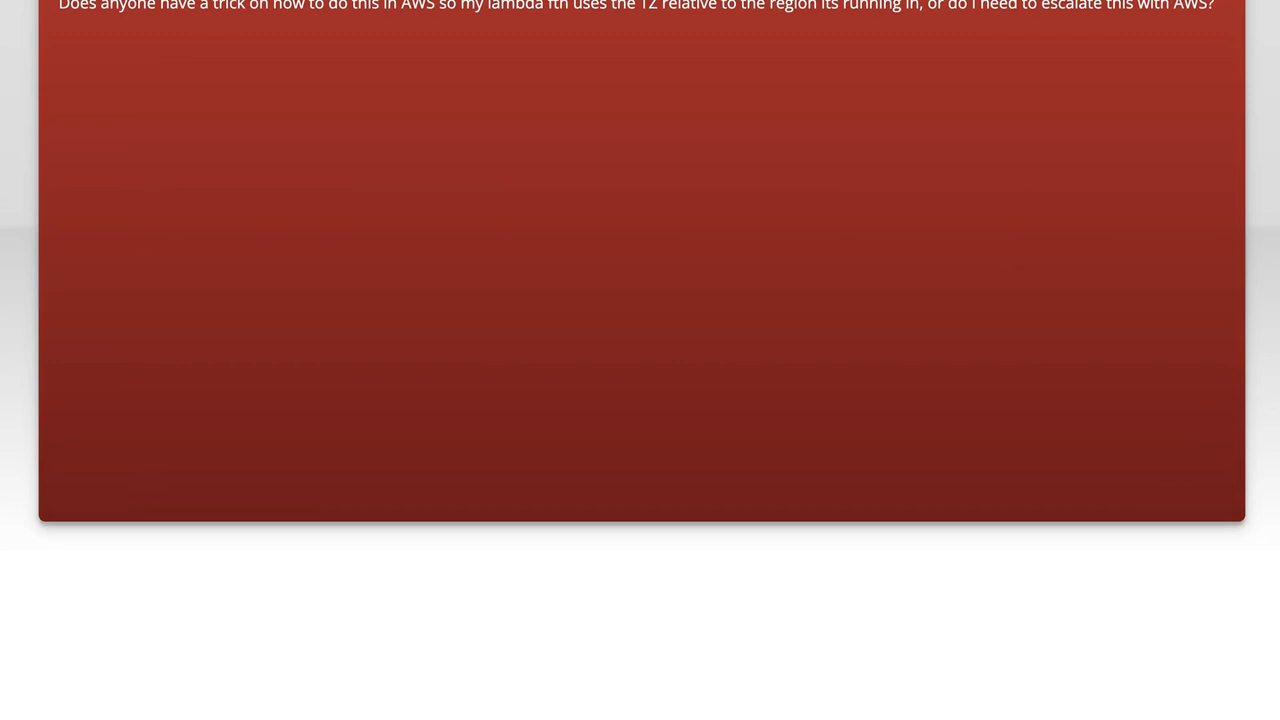 Does anyone have a trick on how to do this in AWS so my lambda ftn uses the TZ relative to the region its running in, or do I need to escalate this with AWS?